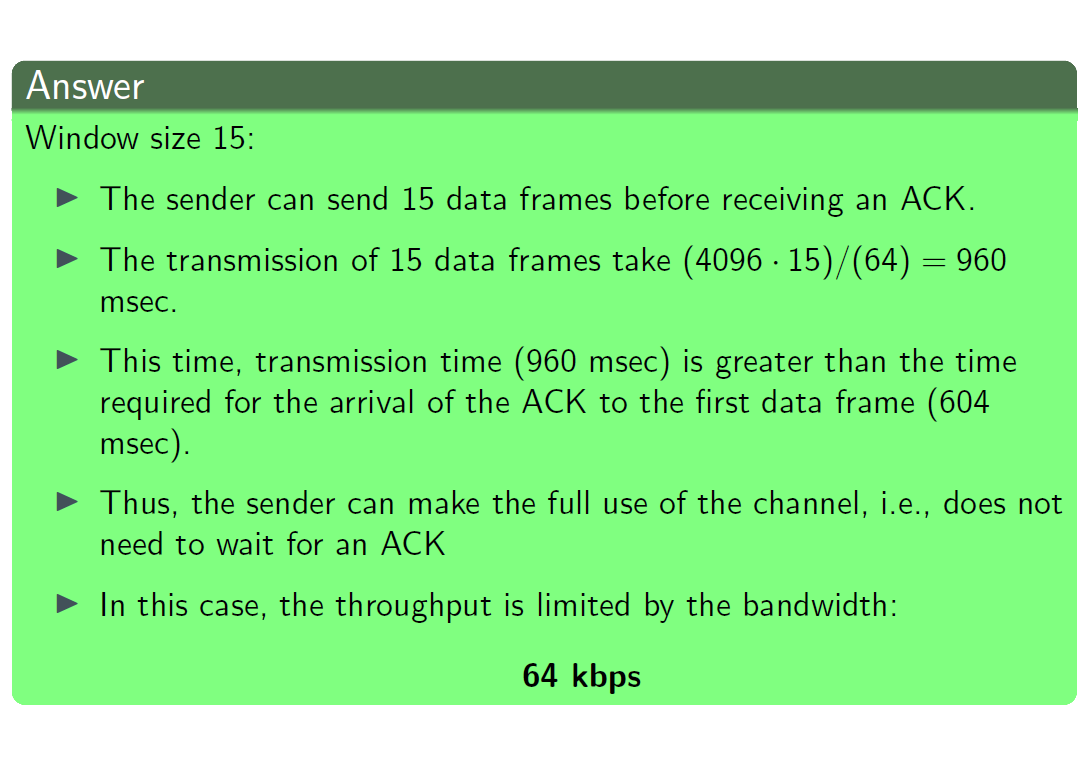 Answer
Window size 15:
▶ The sender can send 15 data frames before receiving an ACK.
▶ The transmission of 15 data frames take (4096 · 15)/(64) = 960
msec.
▶ This time, transmission time (960 msec) is greater than the time
required for the arrival of the ACK to the first data frame (604
msec).
▶ Thus, the sender can make the full use of the channel, i.e., does not
need to wait for an ACK
▶ In this case, the throughput is limited by the bandwidth:
64 kbps